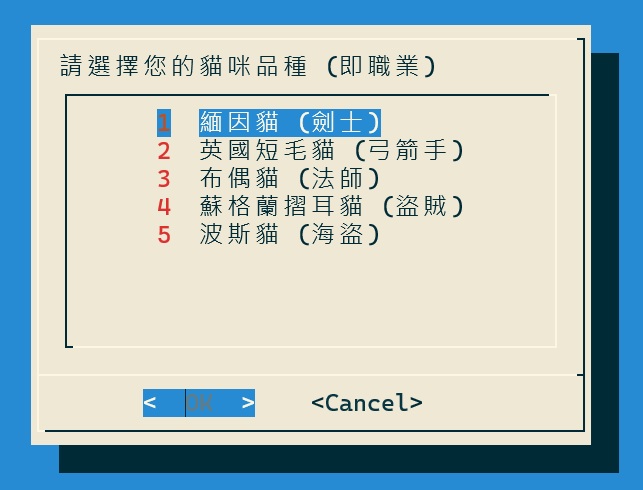 請選擇您的貓咪品種 (即職業)
1 緬因貓 (劍士)
2 英國短毛貓 (弓箭手)
3 布偶貓 (法師)
4 蘇格蘭摺耳貓 (盜賊)
5 波斯貓 (海盜)
< OK > <Cancel>